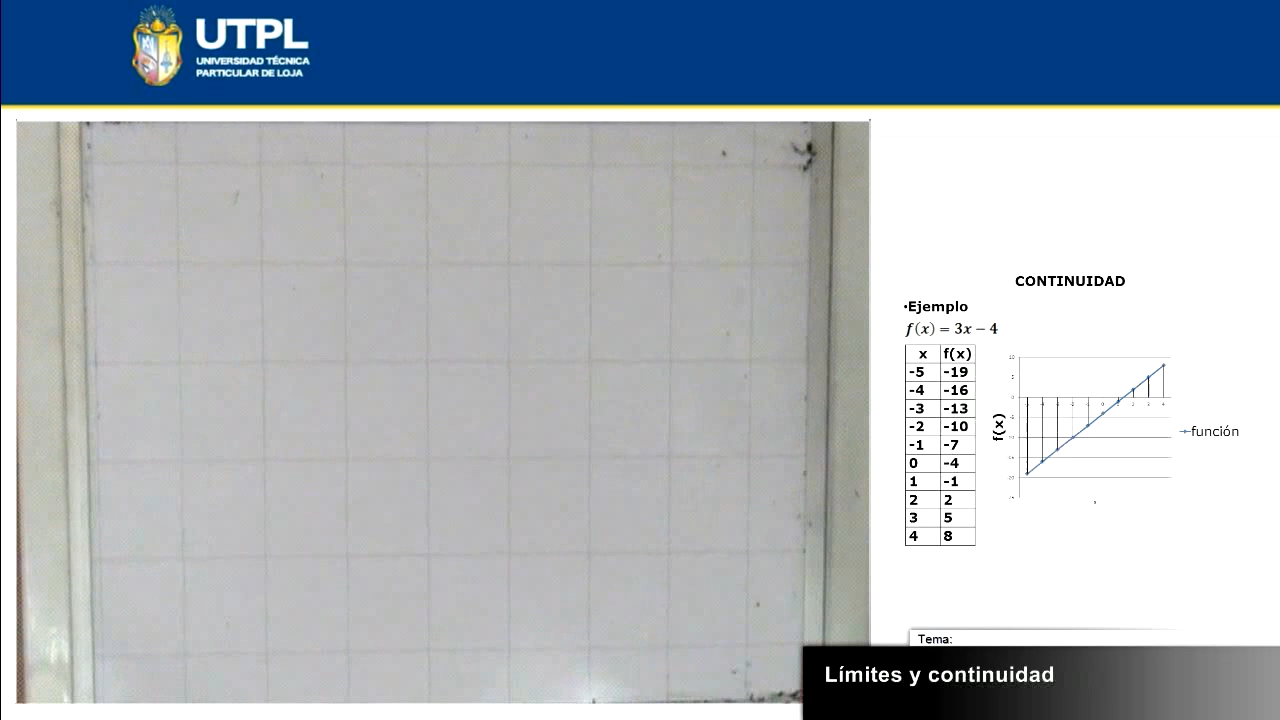 UTPL
UNIVERSIDAD TÉCNICA
PARTICULAR DE LOJA
CONTINUIDAD
•Ejemplo
f(x) = 3x − 4
x f(x)
-5 -19
-4 -16
-3 -13
-2 -10
-1 -7
0 -4
1 -1
2 2
3 5
4 8
f(x)
función
Tema:
Límites y continuidad